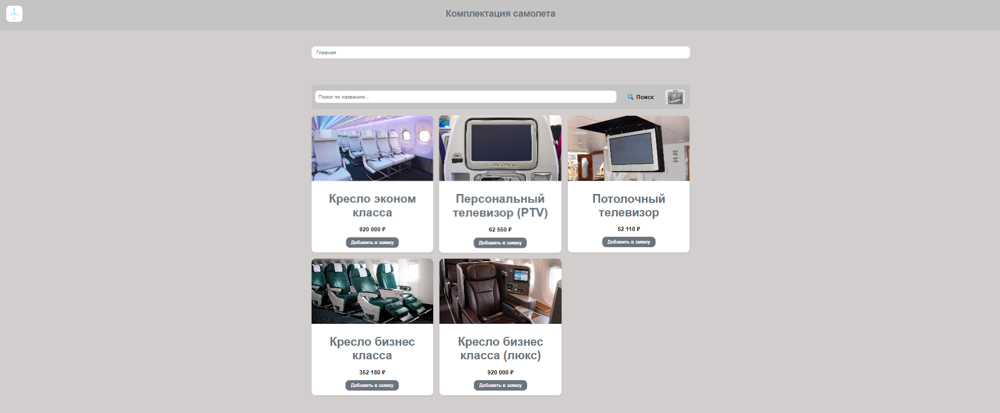 Комплектация самолета
Главная
Поиск по названию...
Поиск
Кресло эконом
класса
920 000 ₽
Добавить в заявку
Персональный
телевизор (PTV)
62 550 ₽
Добавить в заявку
Потолочный
телевизор
52 110 ₽
Добавить в заявку
Кресло бизнес
класса
352 180 ₽
Добавить в заявку
Кресло бизнес
класса (люкс)
920 000 ₽
Добавить в заявку